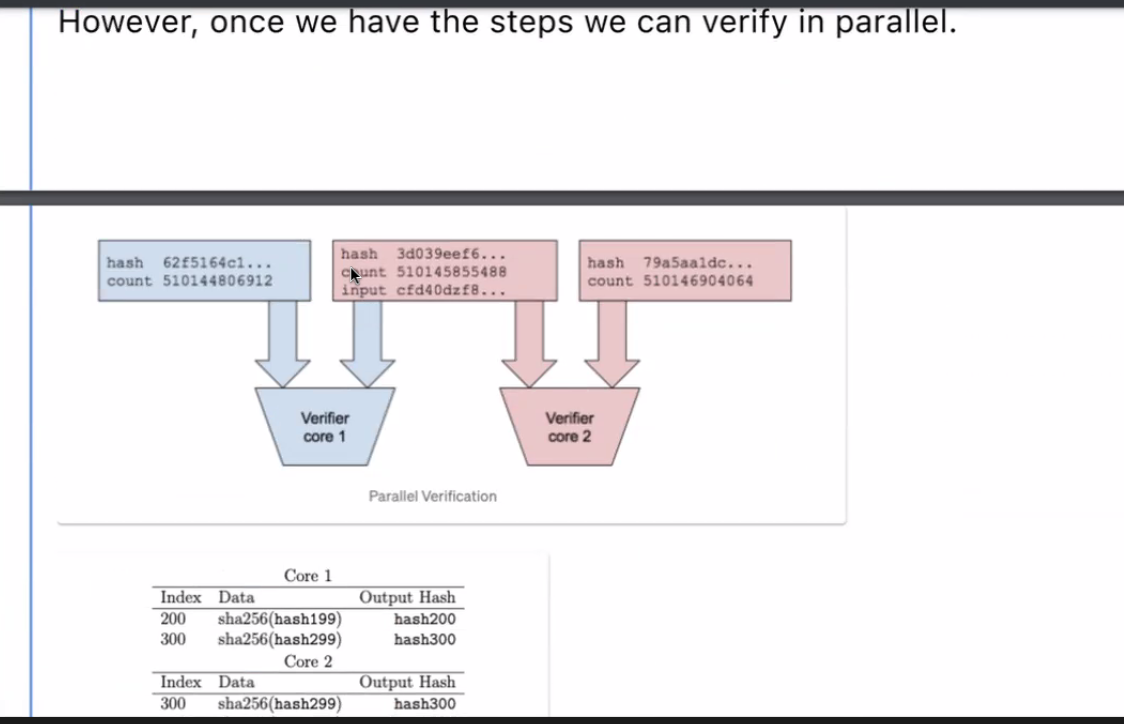 However, once we have the steps we can verify in parallel.
hash 62f5164c1...
count 510144806912
hash 3d039eef6...
count 510145855488
input cfd40dzf8...
hash 79a5aa1dc...
count 510146904064
Verifier
core 1
Verifier
core 2
Parallel Verification
Core 1
Index Data Output Hash
200 sha256(hash199) hash200
300 sha256(hash299) hash300
Core 2
Index Data Output Hash
300 sha256(hash299) hash300